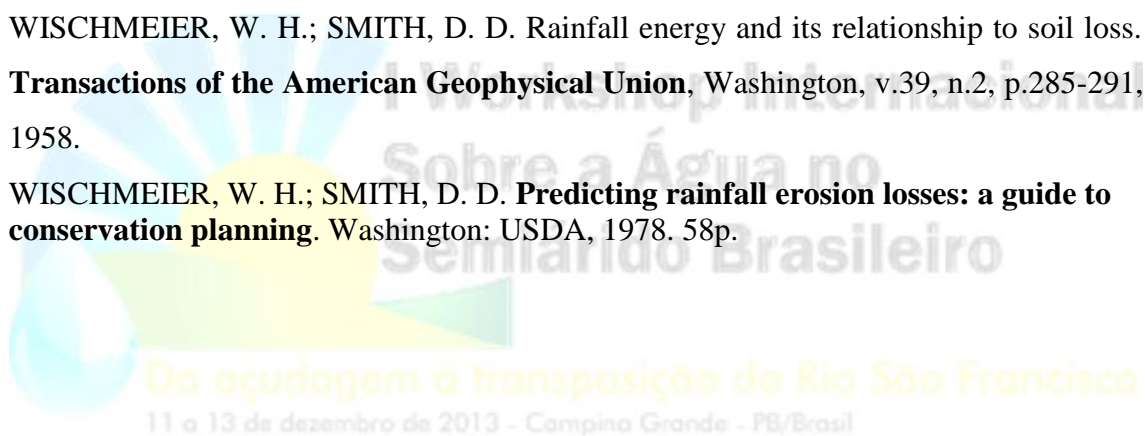 WISCHMEIER, W. H.; SMITH, D. D. Rainfall energy and its relationship to soil loss.
Transactions of the American Geophysical Union, Washington, v.39, n.2, p.285-291,
1958.
WISCHMEIER, W. H.; SMITH, D. D. Predicting rainfall erosion losses: a guide to
conservation planning. Washington: USDA, 1978. 58p.
I Workshop Internacional
Sobre a Água no
Semiárido Brasileiro
Da açudagem a transposição do Rio São Francisco
11 a 13 de dezembro de 2013 - Campina Grande - PB/Brasil